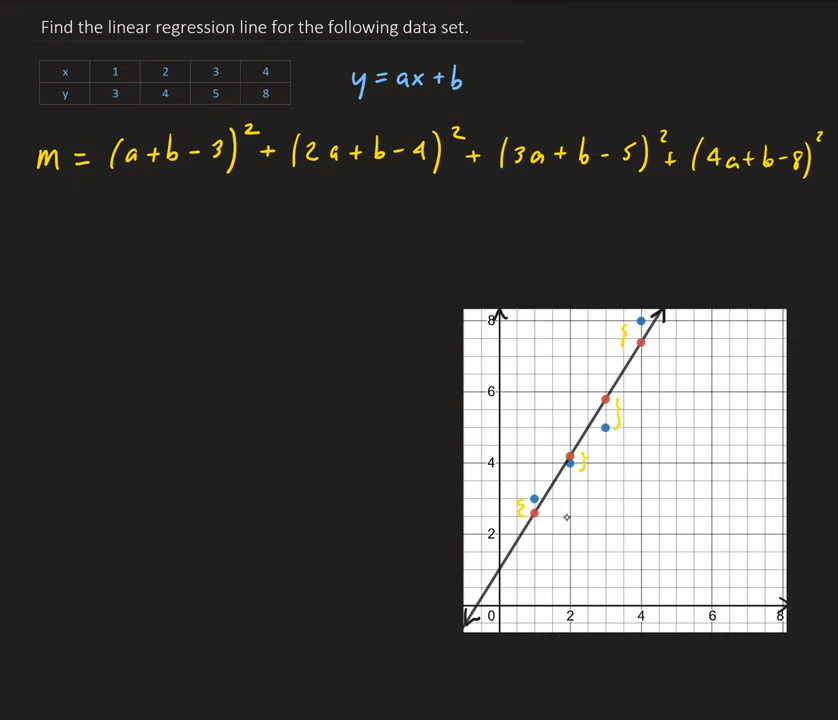 Find the linear regression line for the following data set.
x 1 2 3 4
y 3 4 5 8
y = ax + b
m = (a + b - 3)² + (2a + b - 4)² + (3a + b - 5)² + (4a + b - 8)²
8
6
4
2
0 2 4 6 8